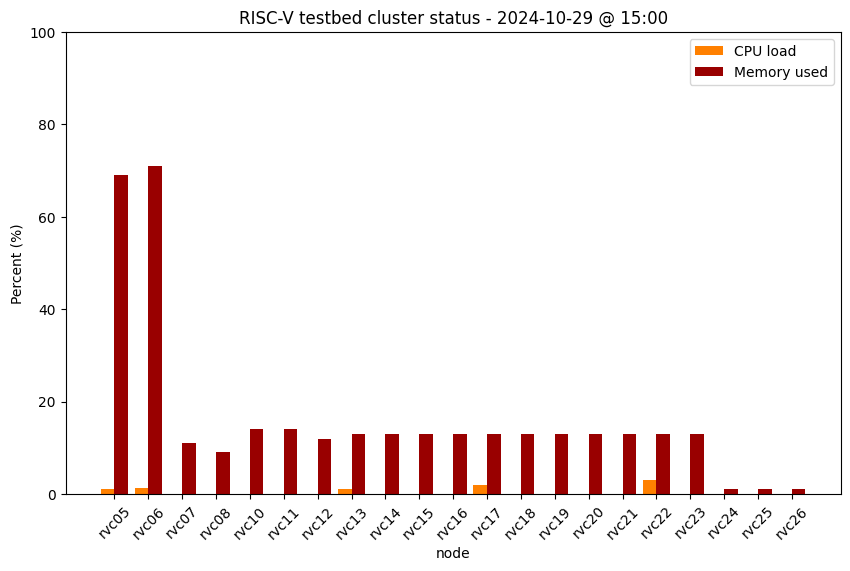 RISC-V testbed cluster status - 2024-10-29 @ 15:00
CPU load
Memory used
Percent (%)
100
80
60
40
20
0
rvc05 rvc06 rvc07 rvc08 rvc10 rvc11 rvc12 rvc13 rvc14 rvc15 rvc16 rvc17 rvc18 rvc19 rvc20 rvc21 rvc22 rvc23 rvc24 rvc25 rvc26
node